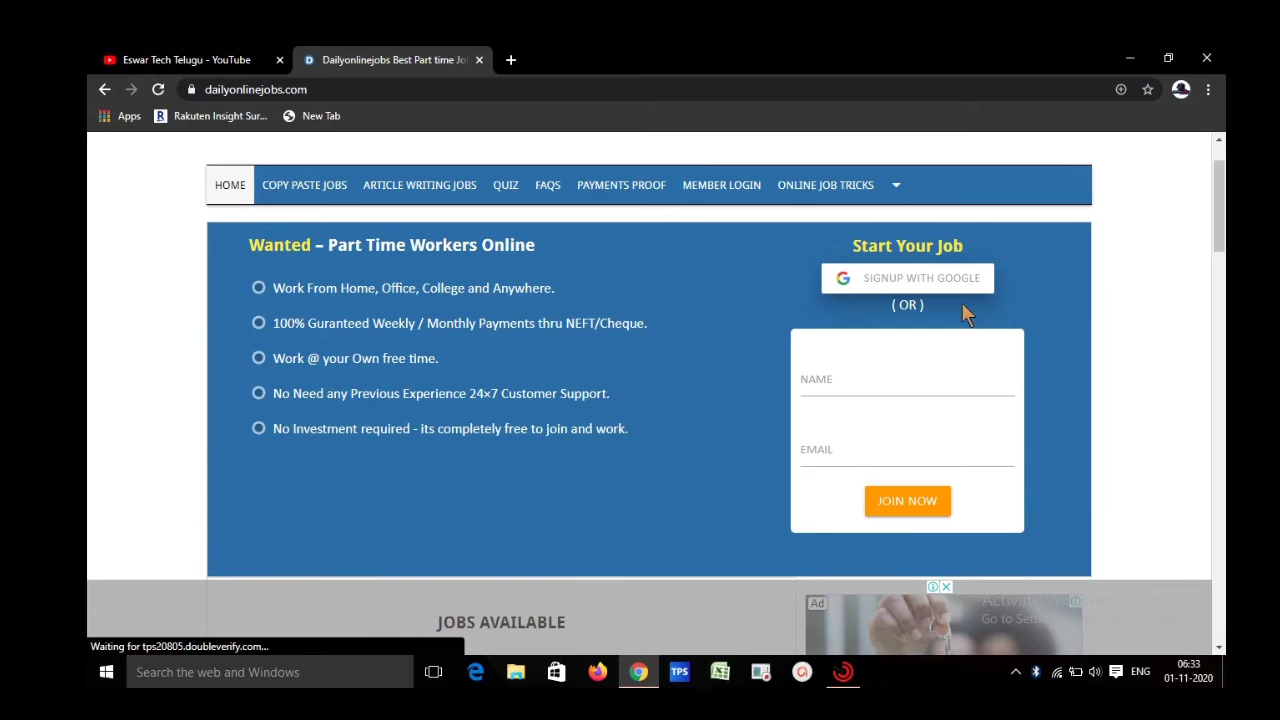 Eswar Tech Telugu - YouTube
Dailyonlinejobs Best Part time Jo
dailyonlinejobs.com
Apps
Rakuten Insight Sur...
New Tab
HOME
COPY PASTE JOBS
ARTICLE WRITING JOBS
QUIZ
FAQS
PAYMENTS PROOF
MEMBER LOGIN
ONLINE JOB TRICKS
Wanted – Part Time Workers Online
Work From Home, Office, College and Anywhere.
100% Guranteed Weekly / Monthly Payments thru NEFT/Cheque.
Work @ your Own free time.
No Need any Previous Experience 24×7 Customer Support.
No Investment required - its completely free to join and work.
Start Your Job
SIGNUP WITH GOOGLE
( OR )
NAME
EMAIL
JOIN NOW
JOBS AVAILABLE
Ad
Go to
Waiting for tps20805.doubleverify.com...
Search the web and Windows
TPS
ENG
06:33
01-11-2020